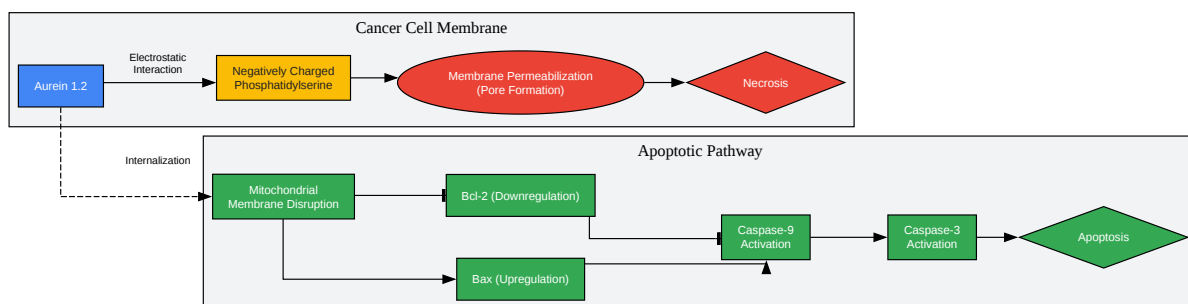 Cancer Cell Membrane
Electrostatic
Interaction
Aurein 1.2
Negatively Charged
Phosphatidylserine
Membrane Permeabilization
(Pore Formation)
Necrosis
Internalization
Apoptotic Pathway
Mitochondrial
Membrane Disruption
Bcl-2 (Downregulation)
Bax (Upregulation)
Caspase-9
Activation
Caspase-3
Activation
Apoptosis